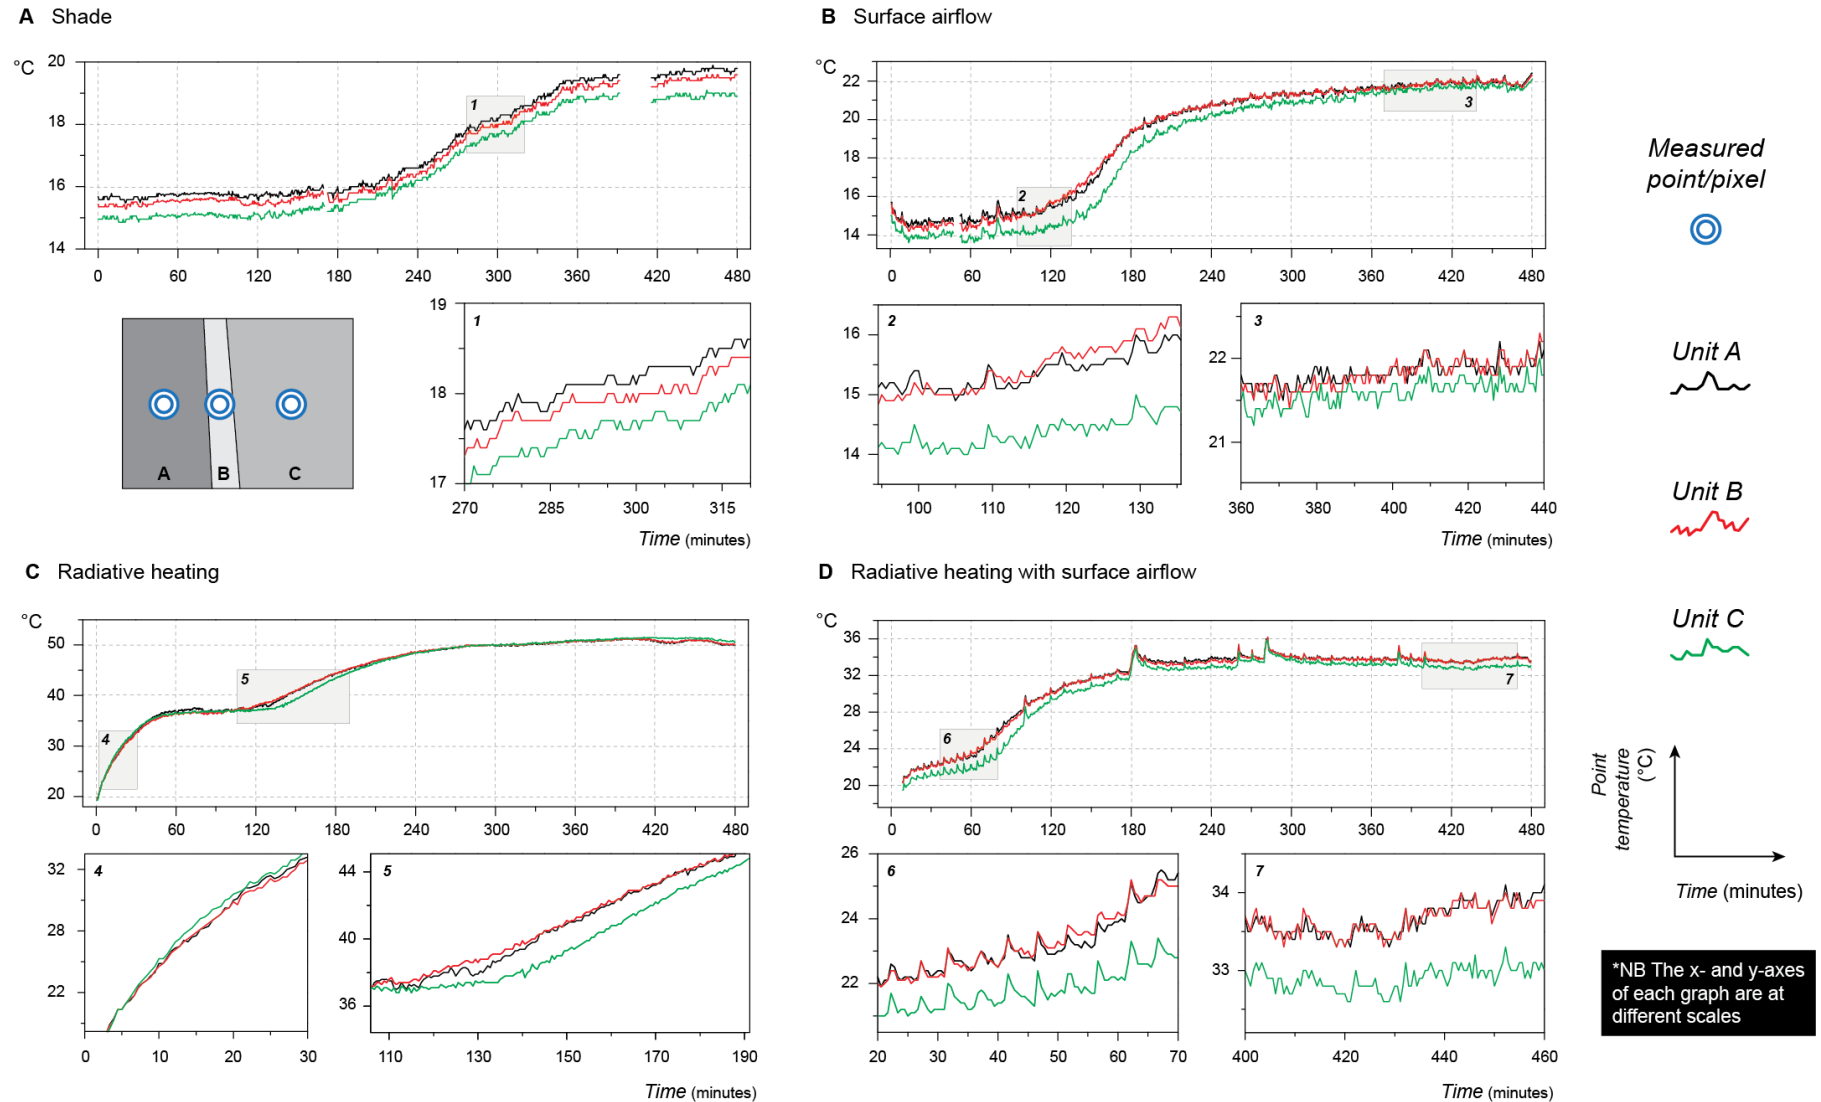 A Shade
°C
20
18
16
14
0 60 120 180 240 300 360 420 480
1
A B C
19
18
17
1
270 285 300 315
Time (minutes)
B Surface airflow
°C
22
20
18
16
14
0 60 120 180 240 300 360 420 480
2
3
16
15
14
2
100 110 120 130
22
21
3
360 380 400 420 440
Time (minutes)
C Radiative heating
°C
50
40
30
20
0 60 120 180 240 300 360 420 480
4
5
32
28
22
4
0 10 20 30
44
40
36
5
110 130 150 170 190
Time (minutes)
D Radiative heating with surface airflow
°C
36
32
28
24
20
0 60 120 180 240 300 360 420 480
6
7
26
24
22
6
20 30 40 50 60 70
34
33
7
400 420 440 460
Time (minutes)
Measured
point/pixel
Unit A
Unit B
Unit C
Point
temperature
(°C)
Time (minutes)
*NB The x- and y-axes
of each graph are at
different scales